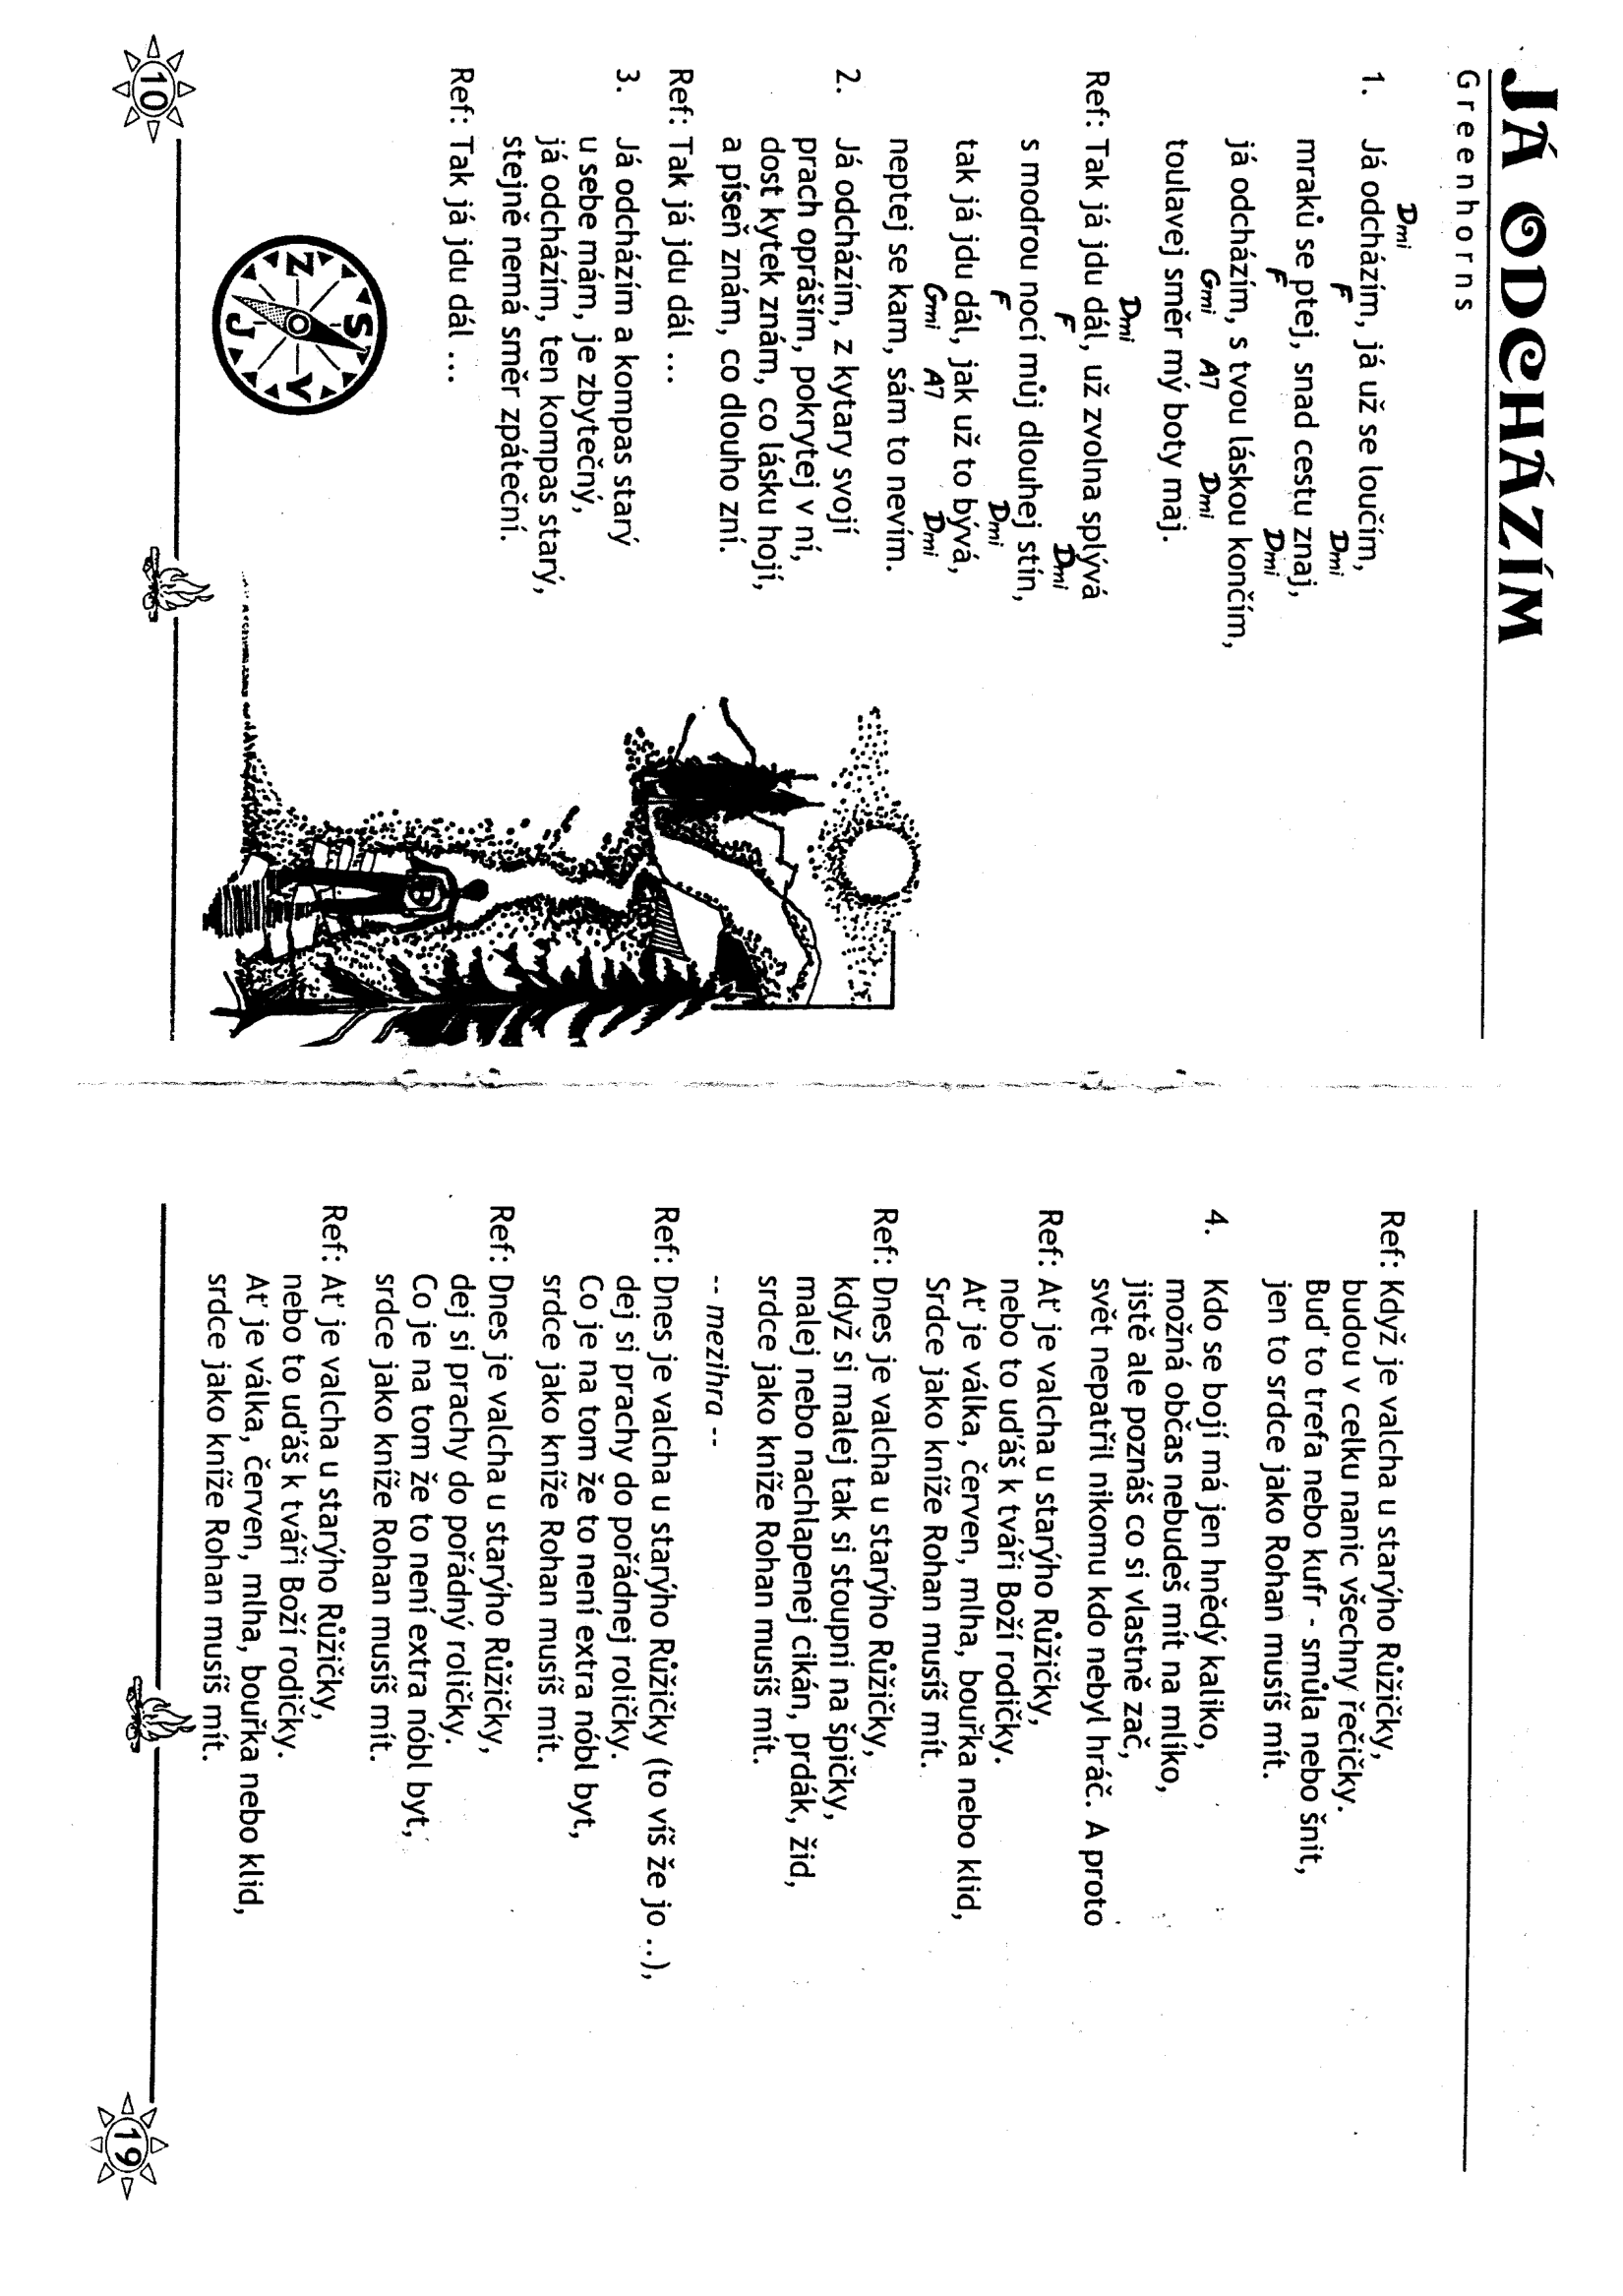 JÁ ODCHÁZÍM
Greenhorns
Dmi
1. Já odcházím, já už se loučím,
F Dmi
mraků se ptej, snad cestu znaj,
F Dmi
já odcházím, s tvou láskou končím,
Gmi A7 Dmi
toulavej směr mý boty maj.
Dmi
Ref: Tak já jdu dál, už zvolna splývá
F Dmi
s modrou nocí můj dlouhej stín,
F Dmi
tak já jdu dál, jak už to bývá,
Gmi A7 Dmi
neptej se kam, sám to nevím.
2. Já odcházím, z kytary svojí
prach opráším, pokrytej v ní,
dost kytek znám, co lásku hojí,
a píseň znám, co dlouho zní.
Ref: Tak já jdu dál ...
3. Já odcházím a kompas starý
u sebe mám, je zbytečný,
já odcházím, ten kompas starý,
stejně nemá směr zpáteční.
Ref: Tak já jdu dál ...
S
Z
V
J
10
Ref: Když je valcha u starýho Růžičky,
budou v celku nanic všechny řečičky.
Buď to trefa nebo kufr - smůla nebo šnit,
jen to srdce jako Rohan musíš mít.
4. Kdo se bojí má jen hnědý kaliko,
možná občas nebudeš mít na mlíko,
jistě ale poznáš co si vlastně zač,
svět nepatřil nikomu kdo nebyl hráč. A proto
Ref: Ať je valcha u starýho Růžičky,
nebo to uďáš k tváři Boží rodičky.
Ať je válka, červen, mlha, bouřka nebo klid,
Srdce jako kníže Rohan musíš mít.
Ref: Dnes je valcha u starýho Růžičky,
když si malej tak si stoupni na špičky,
malej nebo nachlapenej cikán, prdák, žid,
srdce jako kníže Rohan musíš mít.
-- mezihra --
Ref: Dnes je valcha u starýho Růžičky (to víš že jo ..),
dej si prachy do pořádnej roličky.
Co je na tom že to není extra nóbl byt,
srdce jako kníže Rohan musíš mít.
Ref: Dnes je valcha u starýho Růžičky,
dej si prachy do pořádný roličky.
Co je na tom že to není extra nóbl byt,
srdce jako kníže Rohan musíš mít.
Ref: Ať je valcha u starýho Růžičky,
nebo to uďáš k tváři Boží rodičky.
Ať je válka, červen, mlha, bouřka nebo klid,
srdce jako kníže Rohan musíš mít.
19